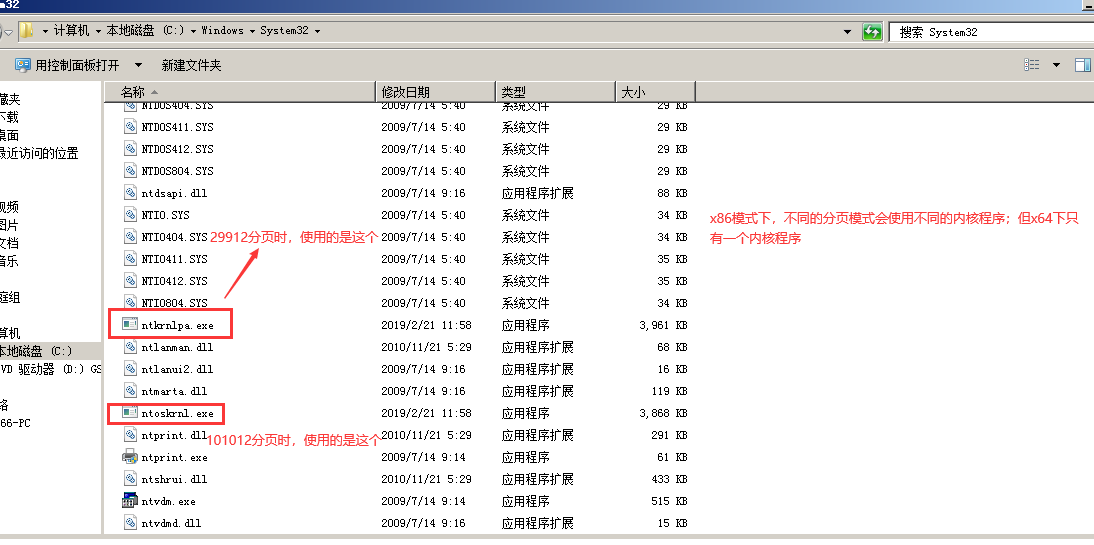 32
计算机 本地磁盘 (C:) Windows System32
搜索 System32
用控制面板打开 新建文件夹
名称 修改日期 类型 大小
NTDOS404.SYS 2009/7/14 5:40 系统文件 29 KB
NTDOS411.SYS 2009/7/14 5:40 系统文件 29 KB
NTDOS412.SYS 2009/7/14 5:40 系统文件 29 KB
NTDOS804.SYS 2009/7/14 5:40 系统文件 29 KB
ntdsapi.dll 2009/7/14 9:16 应用程序扩展 88 KB
NTIO.SYS 2009/7/14 5:40 系统文件 34 KB
NTIO404.SYS 2009/7/14 5:40 系统文件 34 KB
NTIO411.SYS 2009/7/14 5:40 系统文件 35 KB
NTIO412.SYS 2009/7/14 5:40 系统文件 35 KB
NTIO804.SYS 2009/7/14 5:40 系统文件 34 KB
ntkrnlpa.exe 2019/2/21 11:58 应用程序 3,961 KB
ntlanman.dll 2010/11/21 5:29 应用程序扩展 68 KB
ntlanui2.dll 2009/7/14 9:16 应用程序扩展 16 KB
ntmarta.dll 2009/7/14 9:16 应用程序扩展 119 KB
ntoskrnl.exe 2019/2/21 11:58 应用程序 3,868 KB
ntprint.dll 2010/11/21 5:29 应用程序扩展 291 KB
ntprint.exe 2009/7/14 9:14 应用程序 61 KB
ntshrui.dll 2010/11/21 5:29 应用程序扩展 433 KB
ntvdm.exe 2009/7/14 9:14 应用程序 515 KB
ntvdmd.dll 2009/7/14 9:16 应用程序扩展 15 KB
29912分页时，使用的是这个
101012分页时，使用的是这个
x86模式下，不同的分页模式会使用不同的内核程序；但x64下只
有一个内核程序
藏夹
下载
桌面
最近访问的位置
视频
图片
文档
音乐
庭组
算机
本地磁盘 (C:)
VD 驱动器 (D:) GS
络
66-PC